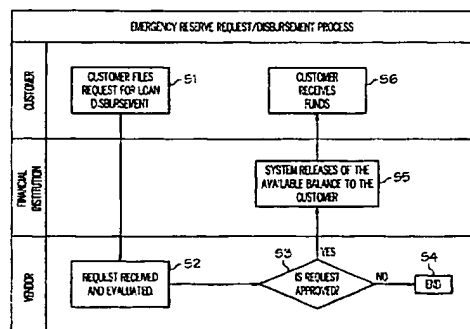 EMERGENCY RESERVE REQUEST/DISBURSEMENT PROCESS
CUSTOMER
CUSTOMER FILES
REQUEST FOR LOAN
DISBURSEMENT
S1
CUSTOMER
RECEIVES
FUNDS
S6
FINANCIAL
INSTITUTION
SYSTEM RELEASES OF THE
AVAILABLE BALANCE TO THE
CUSTOMER
S5
VENDOR
REQUEST RECEIVED
AND EVALUATED.
S2
IS REQUEST
APPROVED?
S3
YES
NO
END
S4